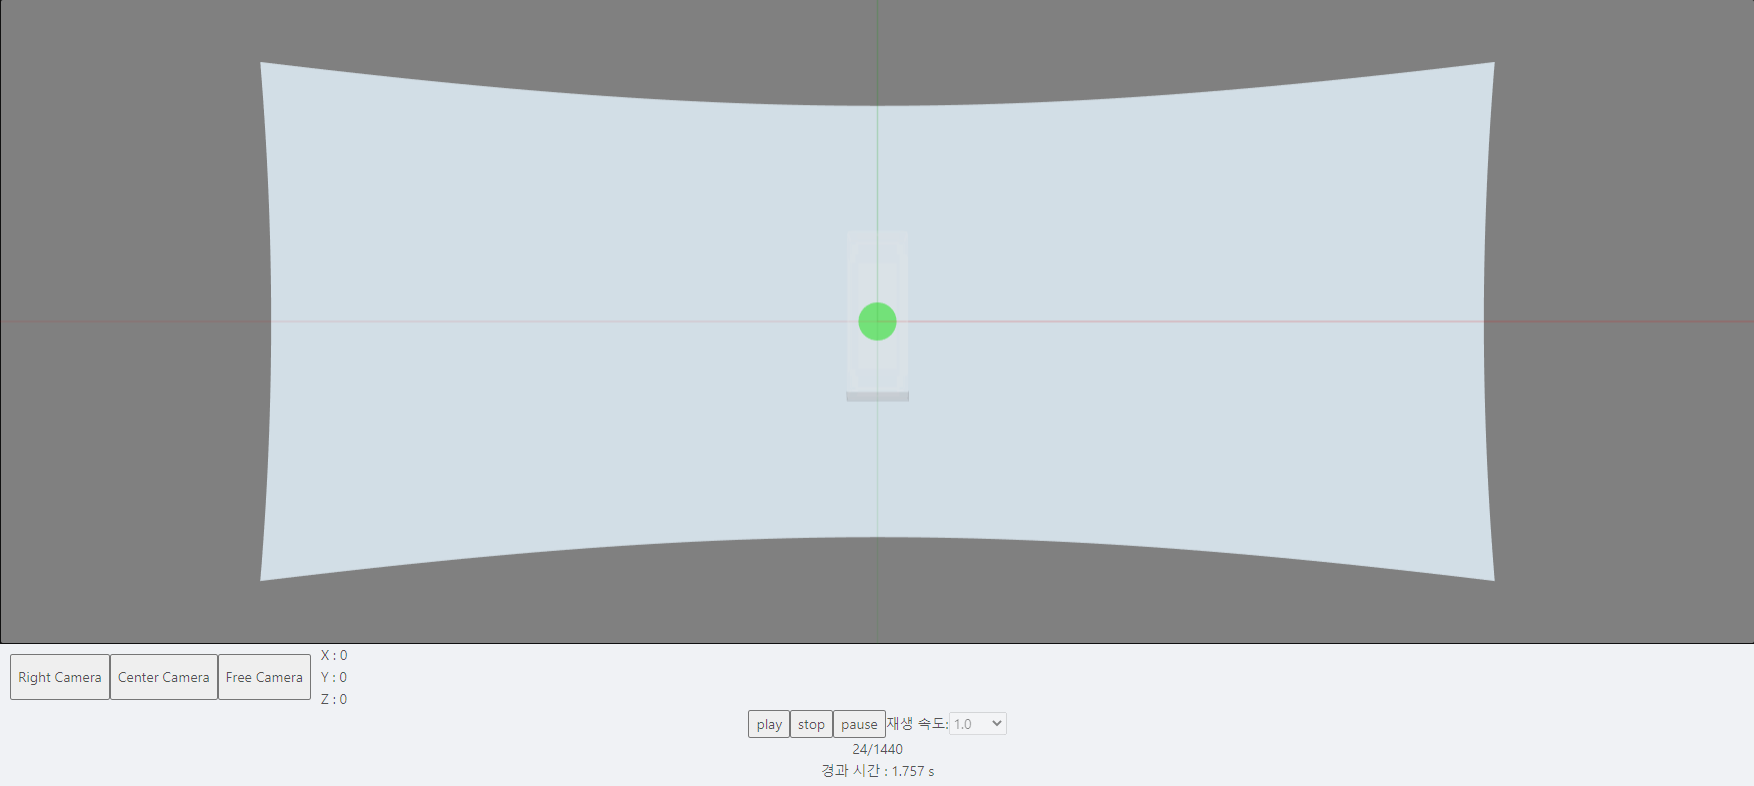 Right Camera Center Camera Free Camera
X : 0
Y : 0
Z : 0
play stop pause 재생 속도: 1.0
24/1440
경과 시간 : 1.757 s